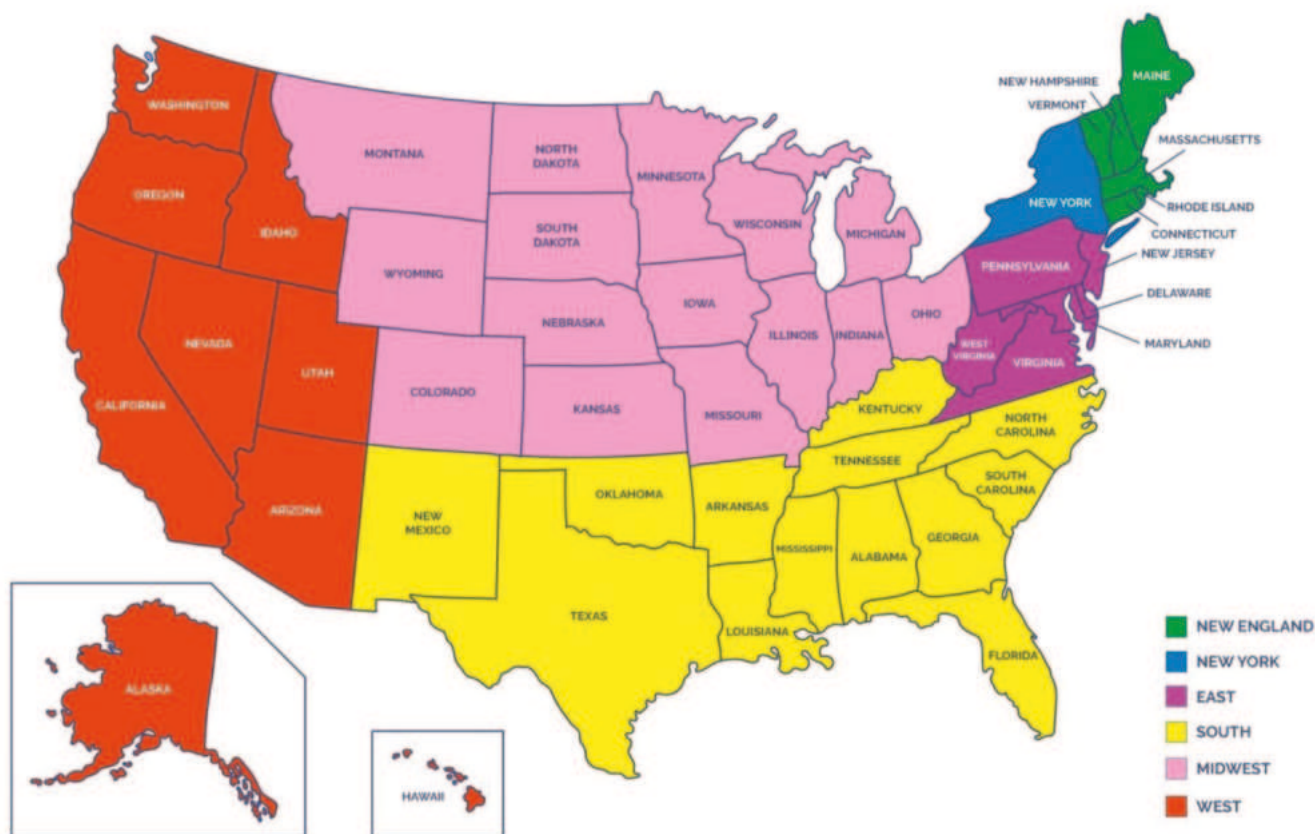 MAINE
NEW HAMPSHIRE
VERMONT
WASHINGTON
MASSACHUSETTS
MONTANA
NORTH
DAKOTA
MINNESOTA
OREGON
NEW YORK
RHODE ISLAND
IDAHO
SOUTH
DAKOTA
WISCONSIN
MICHIGAN
CONNECTICUT
NEW JERSEY
WYOMING
PENNSYLVANIA
DELAWARE
IOWA
NEBRASKA
ILLINOIS
INDIANA
OHIO
NEVADA
UTAH
WEST
VIRGINIA
VIRGINIA
MARYLAND
CALIFORNIA
COLORADO
KANSAS
MISSOURI
KENTUCKY
NORTH
CAROLINA
TENNESSEE
SOUTH
CAROLINA
ARIZONA
NEW
MEXICO
OKLAHOMA
ARKANSAS
MISSISSIPPI
ALABAMA
GEORGIA
TEXAS
LOUISIANA
FLORIDA
ALASKA
HAWAII
NEW ENGLAND
NEW YORK
EAST
SOUTH
MIDWEST
WEST